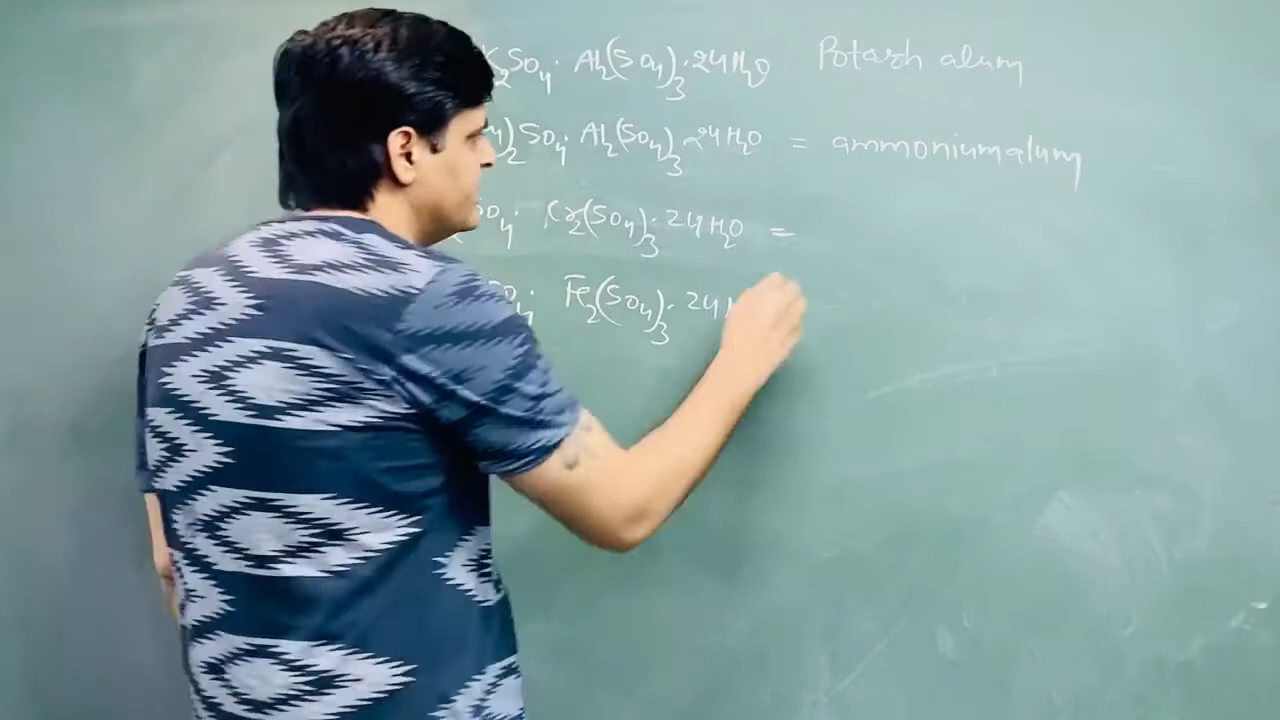 K₂SO₄. Al₂(SO₄)₃.24H₂O Potash alum
)₂SO₄. Al₂(SO₄)₃.24H₂O = ammonium alum
SO₄. Cr₂(SO₄)₃. 24H₂O =
SO₄. Fe₂(SO₄)₃. 24H